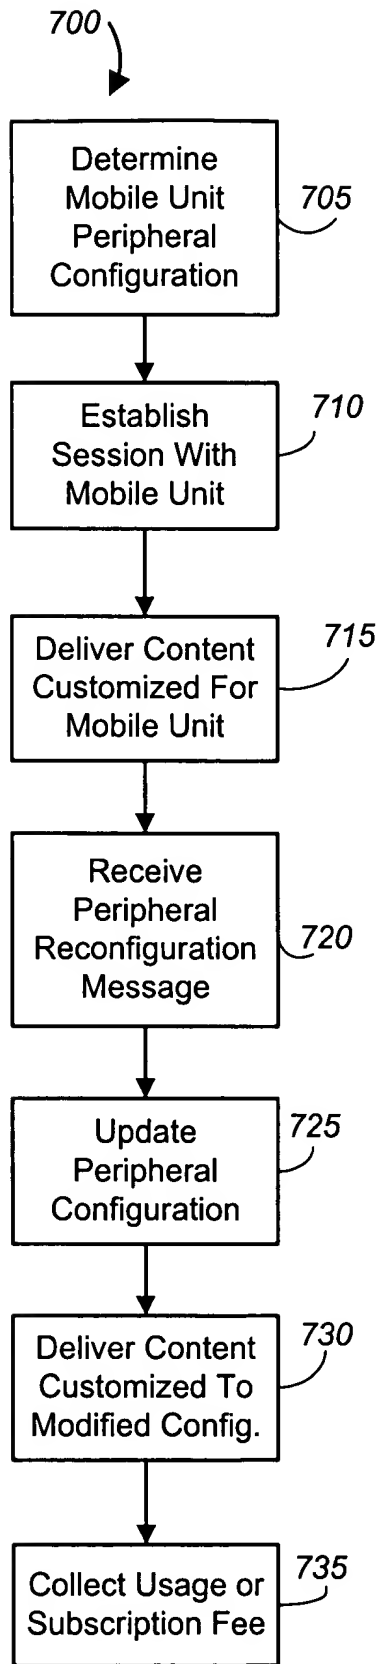 700
Determine
Mobile Unit
Peripheral
Configuration
705
Establish
Session With
Mobile Unit
710
Deliver Content
Customized For
Mobile Unit
715
Receive
Peripheral
Reconfiguration
Message
720
Update
Peripheral
Configuration
725
Deliver Content
Customized To
Modified Config.
730
Collect Usage or
Subscription Fee
735